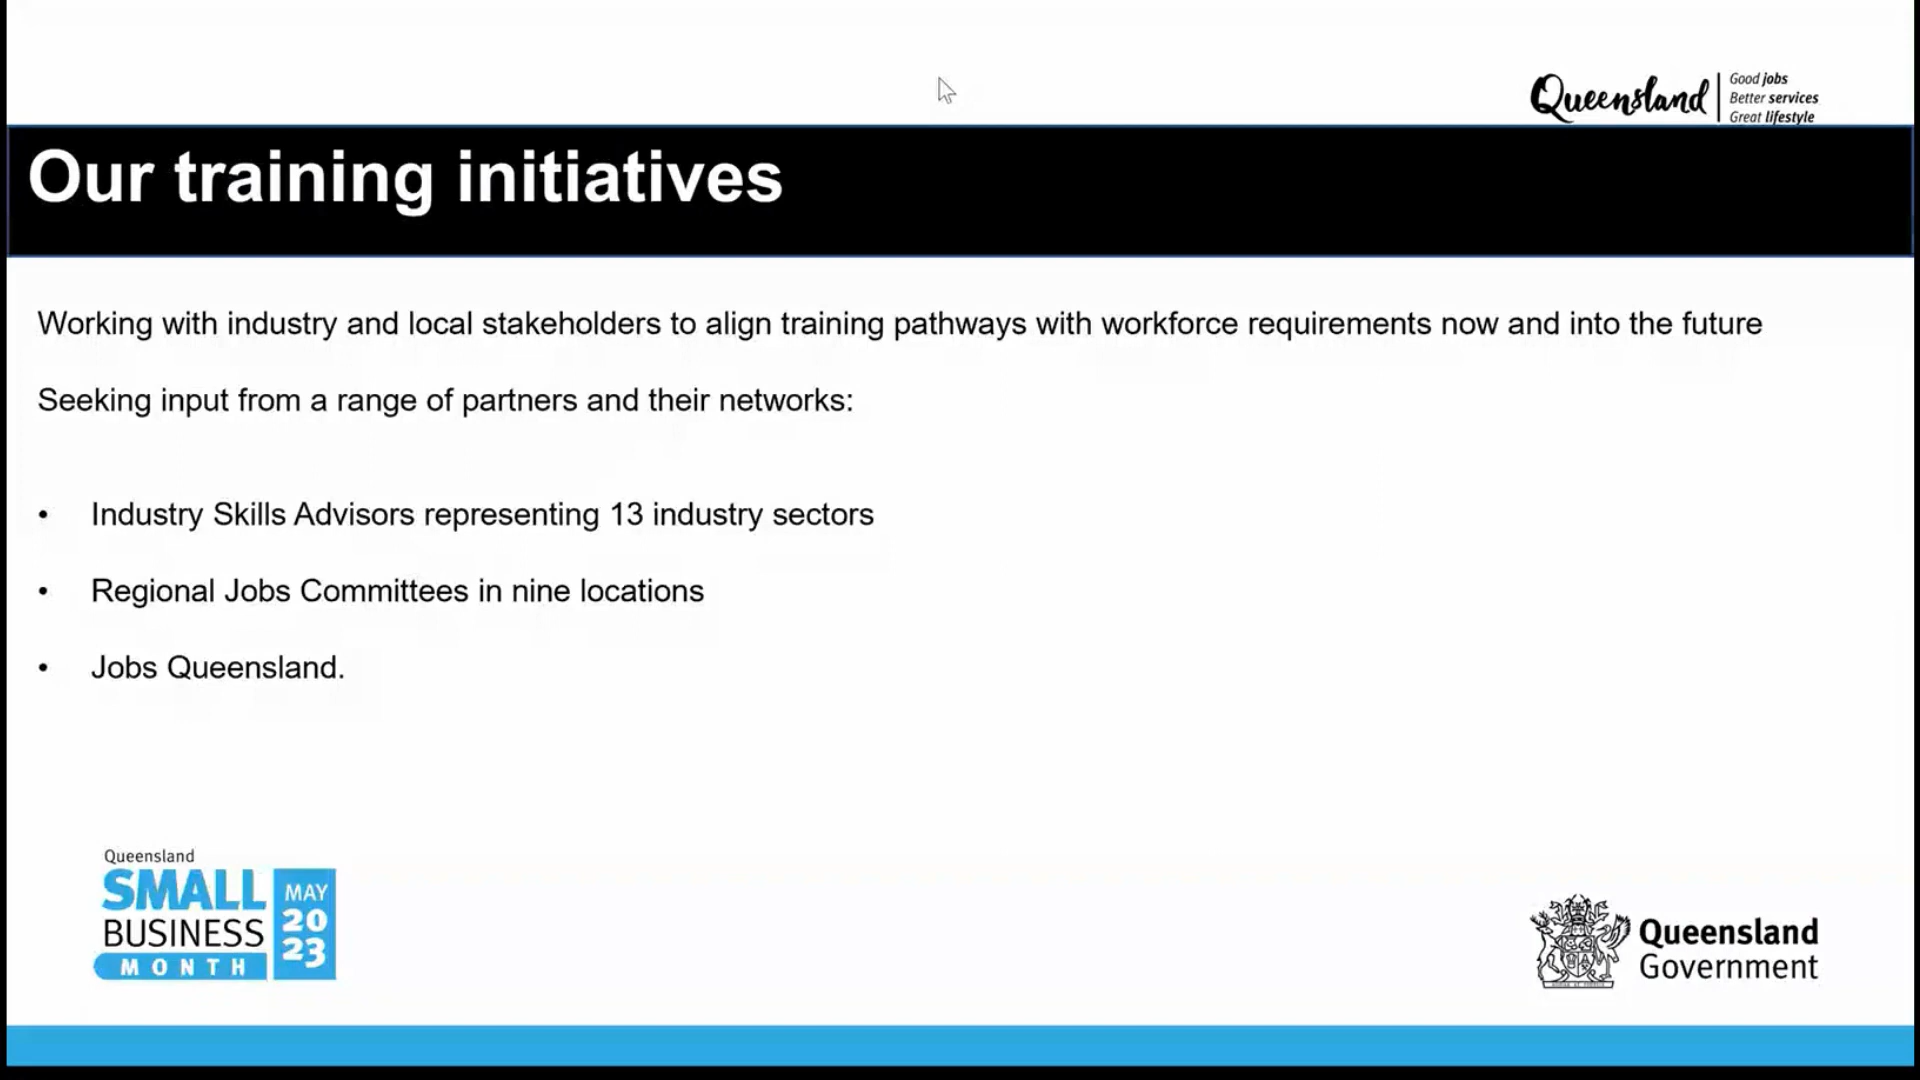 Queensland
Good jobs
Better services
Great lifestyle
Our training initiatives
Working with industry and local stakeholders to align training pathways with workforce requirements now and into the future
Seeking input from a range of partners and their networks:
• Industry Skills Advisors representing 13 industry sectors
• Regional Jobs Committees in nine locations
• Jobs Queensland.
Queensland
SMALL
BUSINESS
MONTH
MAY
20
23
Queensland
Government